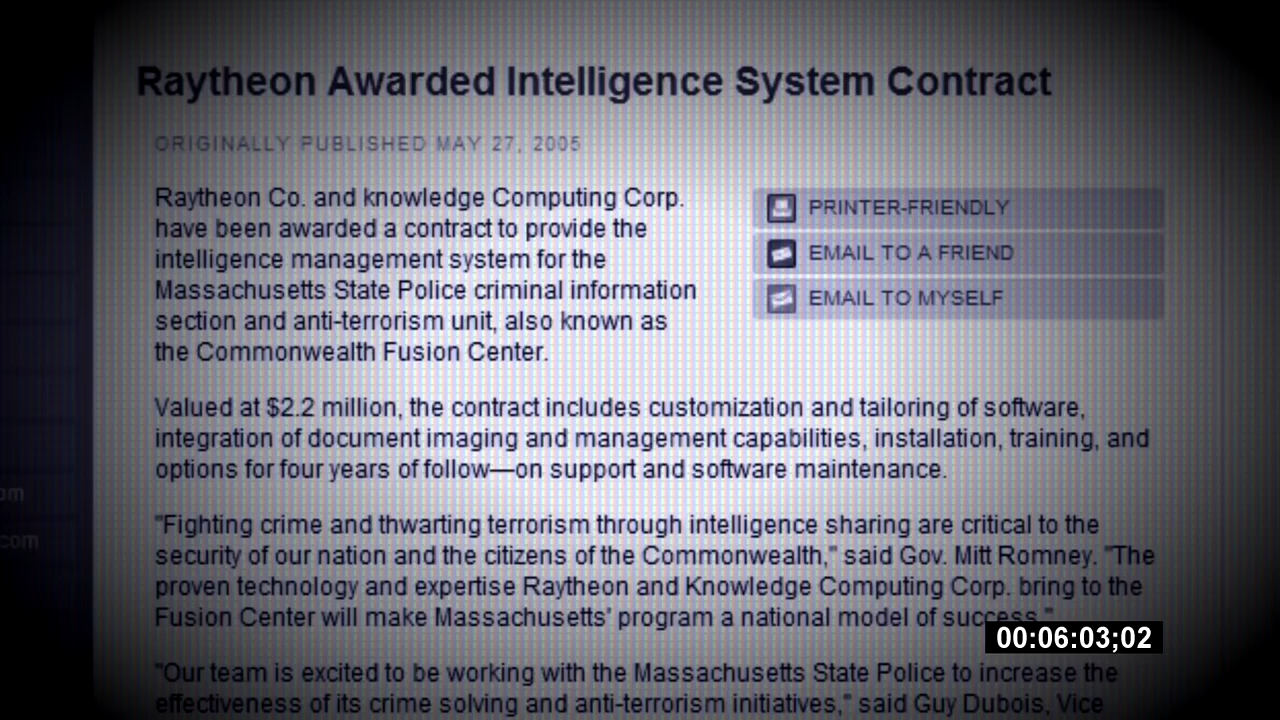 Raytheon Awarded Intelligence System Contract
ORIGINALLY PUBLISHED MAY 27, 2005
Raytheon Co. and knowledge Computing Corp.
have been awarded a contract to provide the
intelligence management system for the
Massachusetts State Police criminal information
section and anti-terrorism unit, also known as
the Commonwealth Fusion Center.
PRINTER-FRIENDLY
EMAIL TO A FRIEND
EMAIL TO MYSELF
Valued at $2.2 million, the contract includes customization and tailoring of software,
integration of document imaging and management capabilities, installation, training, and
options for four years of follow—on support and software maintenance.
"Fighting crime and thwarting terrorism through intelligence sharing are critical to the
security of our nation and the citizens of the Commonwealth," said Gov. Mitt Romney. "The
proven technology and expertise Raytheon and Knowledge Computing Corp. bring to the
Fusion Center will make Massachusetts' program a national model of success."
"Our team is excited to be working with the Massachusetts State Police to increase the
effectiveness of its crime solving and anti-terrorism initiatives," said Guy Dubois, Vice
om
.com
00:06:03;02